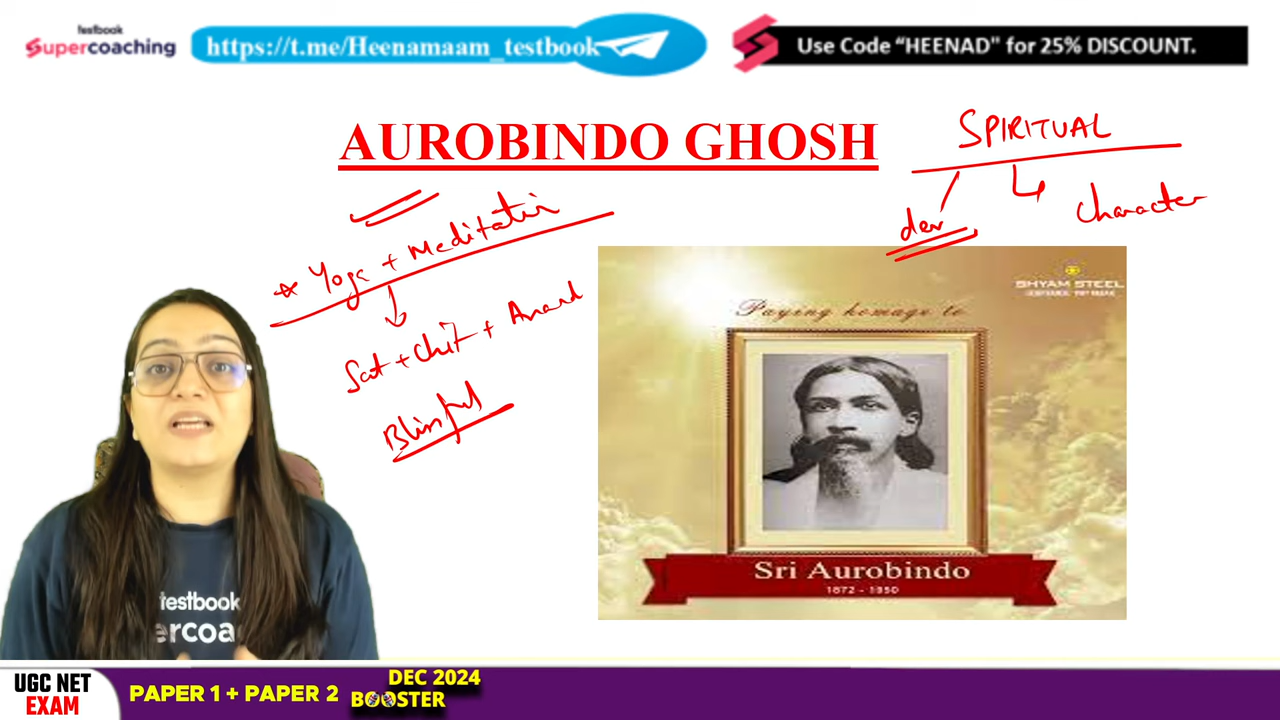 testbook
Supercoaching
https://t.me/Heenamaam_testbook
Use Code “HEENAD" for 25% DISCOUNT.
AUROBINDO GHOSH
SPIRITUAL
dev
Character
* Yoga + Meditation
Sat + Chit + Anand
Blissful
SHYAM STEEL
Paying homage to
Sri Aurobindo
1872 - 1950
testbook
ercoa
UGC NET
EXAM
PAPER 1 + PAPER 2
DEC 2024
BOOSTER